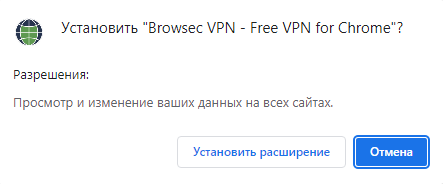 Установить "Browsec VPN - Free VPN for Chrome"?
Разрешения:
Просмотр и изменение ваших данных на всех сайтах.
Установить расширение
Отмена